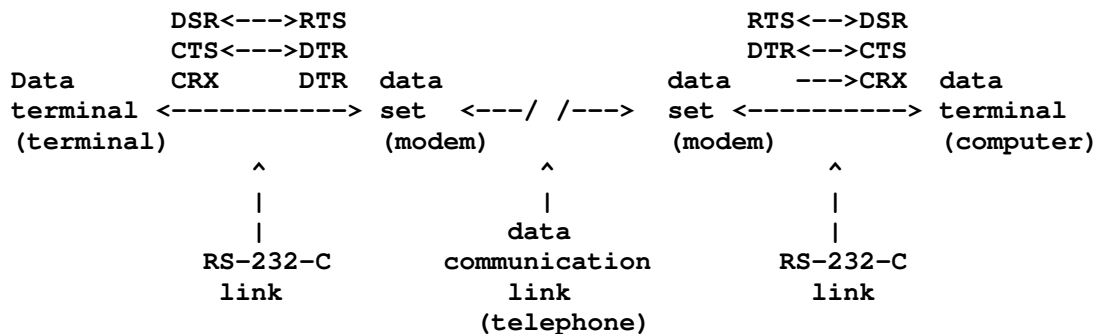 DSR<--->RTS RTS<-->DSR
CTS<--->DTR DTR<-->CTS
Data CRX DTR data data --->CRX data
terminal <-----------> set <---/ /---> set <----------> terminal
(terminal) (modem) (modem) (computer)
^ ^ ^
| | |
| data |
RS-232-C communication RS-232-C
link link link
(telephone)